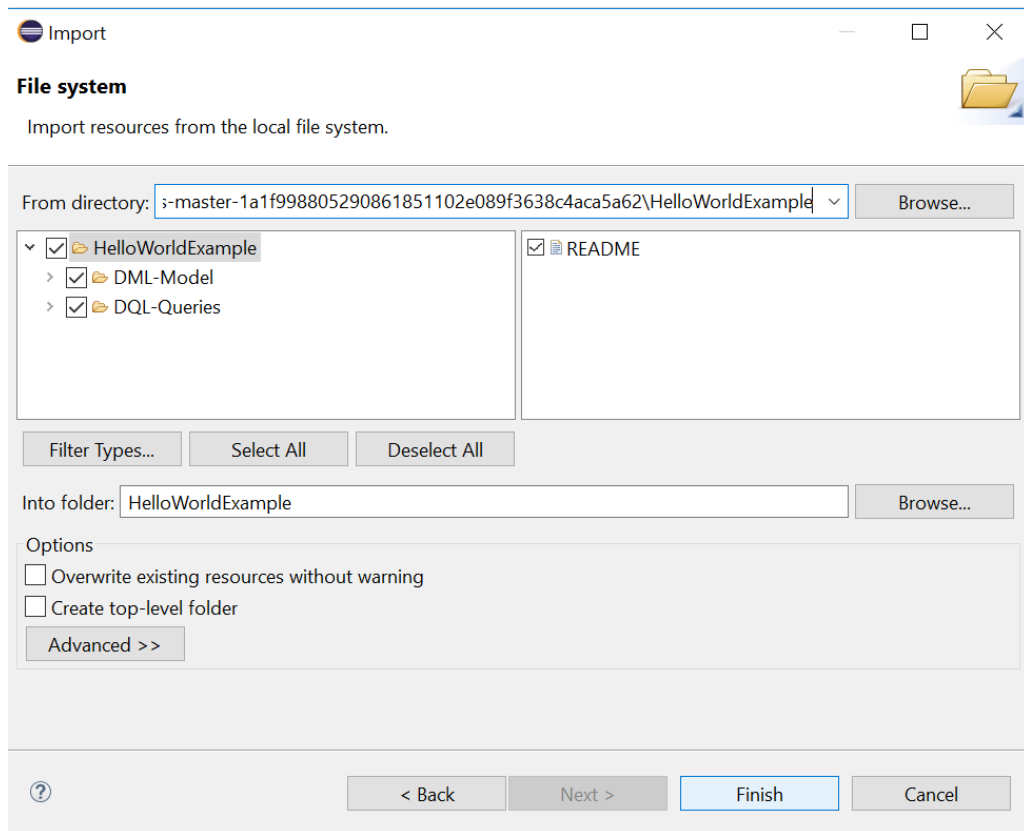 Import
File system
Import resources from the local file system.
From directory: s-master-1a1f998805290861851102e089f3638c4aca5a62\HelloWorldExample Browse...
HelloWorldExample README
DML-Model
DQL-Queries
Filter Types... Select All Deselect All
Into folder: HelloWorldExample Browse...
Options
Overwrite existing resources without warning
Create top-level folder
Advanced >>
? < Back Next > Finish Cancel